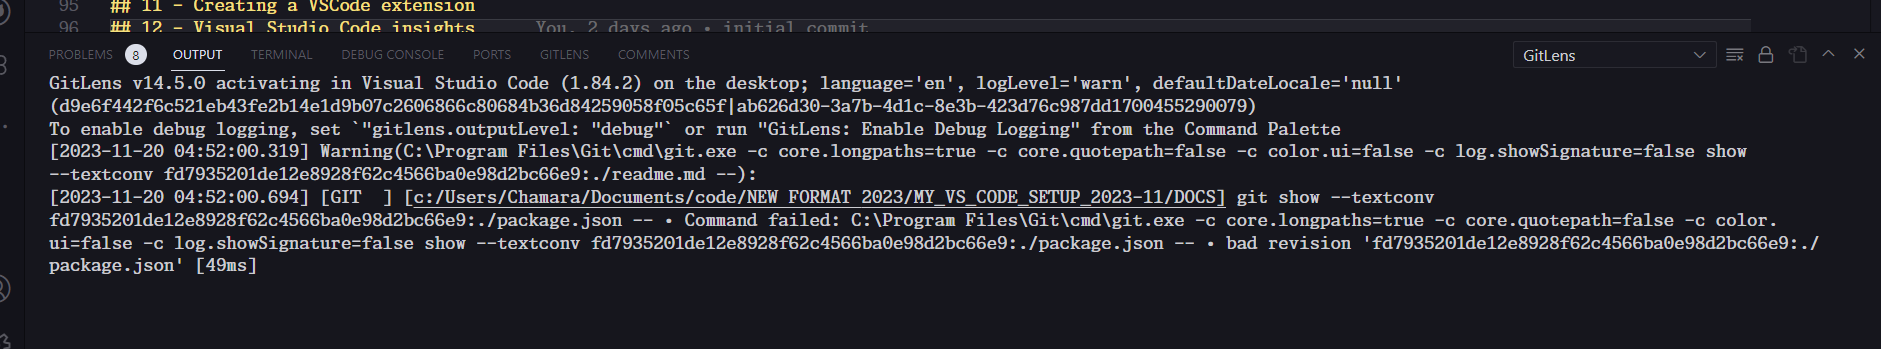 95 ## 11 - Creating a VSCode extension
96 ## 12 - Visual Studio Code insights You, 2 days ago • initial commit
PROBLEMS 8 OUTPUT TERMINAL DEBUG CONSOLE PORTS GITLENS COMMENTS GitLens
GitLens v14.5.0 activating in Visual Studio Code (1.84.2) on the desktop; language='en', logLevel='warn', defaultDateLocale='null'
(d9e6f442f6c521eb43fe2b14e1d9b07c2606866c80684b36d84259058f05c65f|ab626d30-3a7b-4d1c-8e3b-423d76c987dd1700455290079)
To enable debug logging, set `"gitlens.outputLevel: "debug"` or run "GitLens: Enable Debug Logging" from the Command Palette
[2023-11-20 04:52:00.319] Warning(C:\Program Files\Git\cmd\git.exe -c core.longpaths=true -c core.quotepath=false -c color.ui=false -c log.showSignature=false show
--textconv fd7935201de12e8928f62c4566ba0e98d2bc66e9:./readme.md --):
[2023-11-20 04:52:00.694] [GIT  ] [c:/Users/Chamara/Documents/code/NEW FORMAT 2023/MY_VS_CODE_SETUP_2023-11/DOCS] git show --textconv
fd7935201de12e8928f62c4566ba0e98d2bc66e9:./package.json -- • Command failed: C:\Program Files\Git\cmd\git.exe -c core.longpaths=true -c core.quotepath=false -c color.
ui=false -c log.showSignature=false show --textconv fd7935201de12e8928f62c4566ba0e98d2bc66e9:./package.json -- • bad revision 'fd7935201de12e8928f62c4566ba0e98d2bc66e9:./
package.json' [49ms]